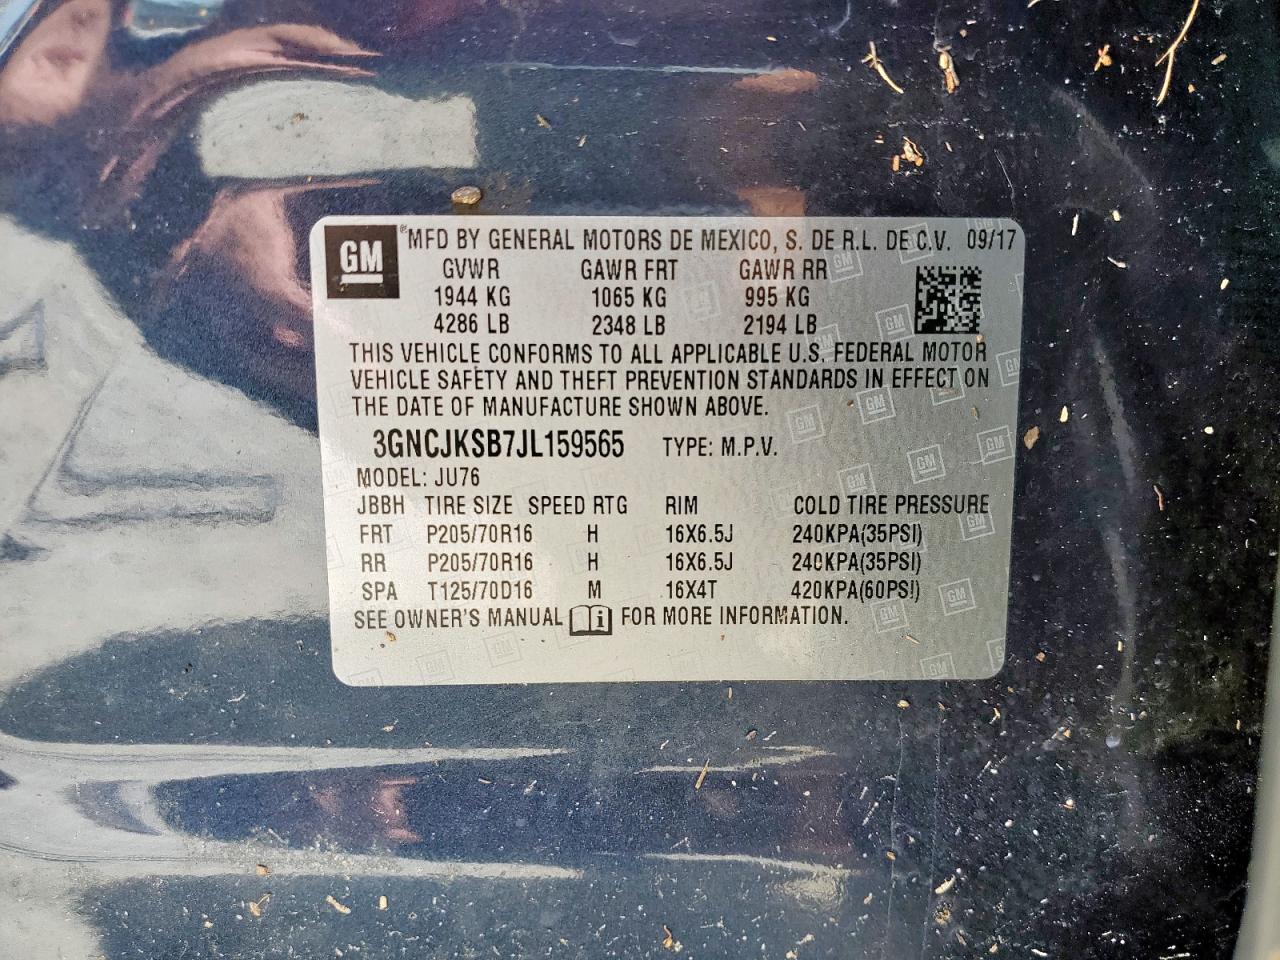 GM ® MFD BY GENERAL MOTORS DE MEXICO, S. DE R.L. DE C.V. 09/17
GVWR GAWR FRT GAWR RR
1944 KG 1065 KG 995 KG
4286 LB 2348 LB 2194 LB
THIS VEHICLE CONFORMS TO ALL APPLICABLE U.S. FEDERAL MOTOR
VEHICLE SAFETY AND THEFT PREVENTION STANDARDS IN EFFECT ON
THE DATE OF MANUFACTURE SHOWN ABOVE.
3GNCJKSB7JL159565 TYPE: M.P.V.
MODEL: JU76
JBBH TIRE SIZE SPEED RTG RIM COLD TIRE PRESSURE
FRT P205/70R16 H 16X6.5J 240KPA(35PSI)
RR P205/70R16 H 16X6.5J 240KPA(35PSI)
SPA T125/70D16 M 16X4T 420KPA(60PSI)
SEE OWNER'S MANUAL i FOR MORE INFORMATION.